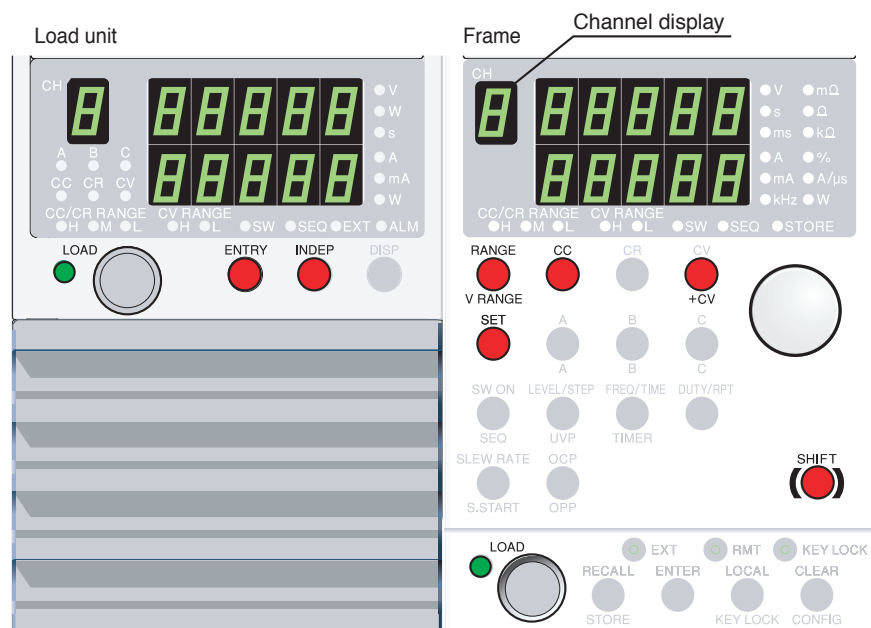 Load unit
Frame
Channel display
CH
V
W
s
A B C
A
CC CR CV
mA
W
CC/CR RANGE CV RANGE
H M L H L SW SEQ EXT ALM
LOAD ENTRY INDEP DISP
CH
V mΩ
s Ω
ms kΩ
A %
mA A/µs
kHz W
CC/CR RANGE CV RANGE
H M L H L SW SEQ STORE
RANGE CC CR CV
V RANGE +CV
SET A B C
A B C
SW ON LEVEL/STEP FREQ/TIME DUTY/RPT
SEQ UVP TIMER
SLEW RATE OCP SHIFT
S.START OPP
LOAD EXT RMT KEY LOCK
RECALL ENTER LOCAL CLEAR
STORE KEY LOCK CONFIG